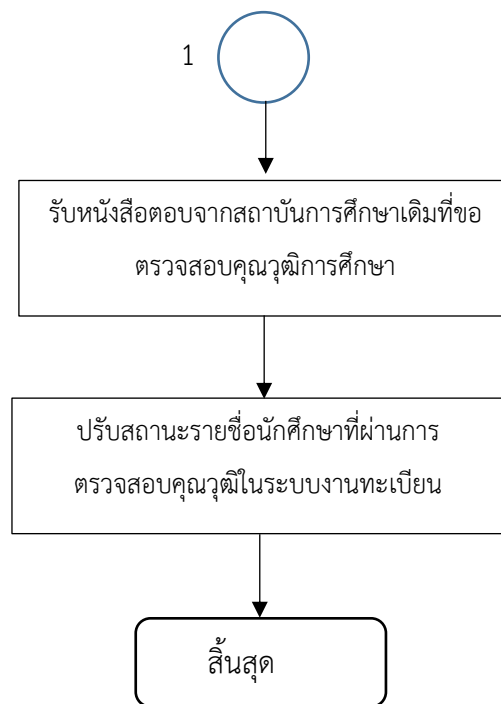 1
รับหนังสือตอบจากสถาบันการศึกษาเดิมที่ขอ
ตรวจสอบคุณวุฒิการศึกษา
ปรับสถานะรายชื่อนักศึกษาที่ผ่านการ
ตรวจสอบคุณวุฒิในระบบงานทะเบียน
สิ้นสุด